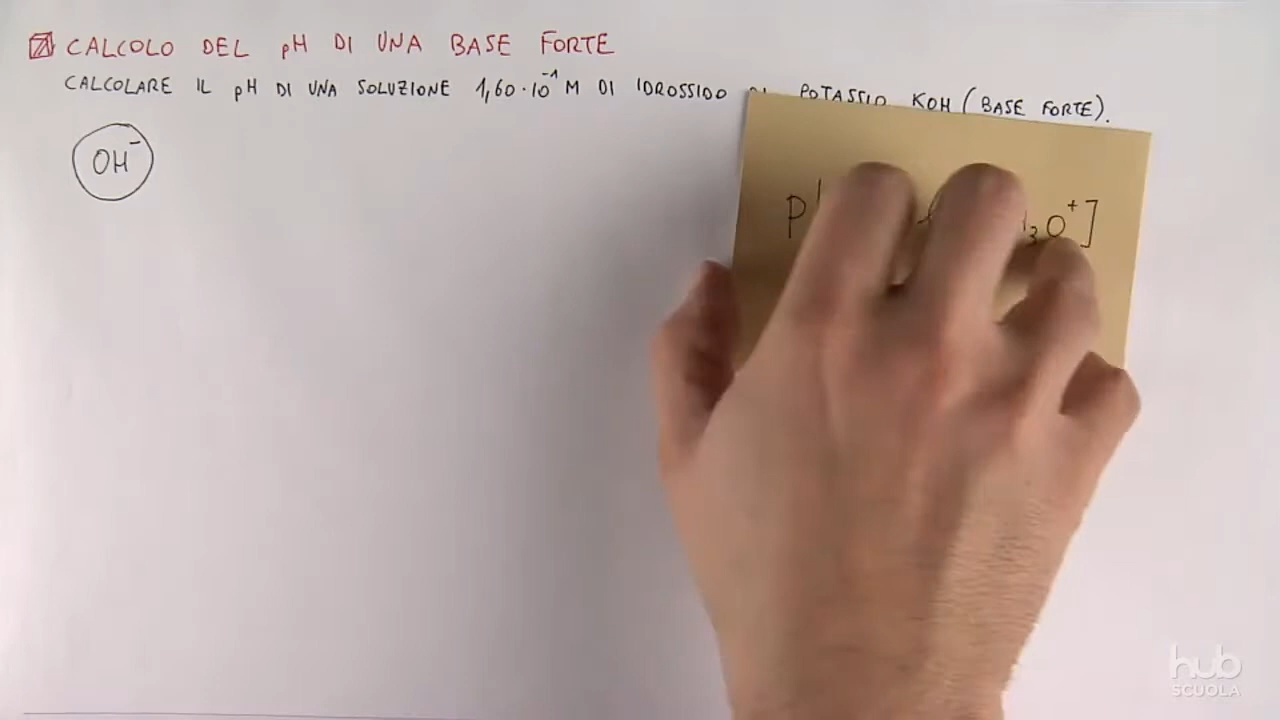 CALCOLO DEL pH DI UNA BASE FORTE
CALCOLARE IL pH DI UNA SOLUZIONE 1,60·10⁻¹ M DI IDROSSIDO POTASSIO KOH (BASE FORTE).
OH⁻
p ₃O⁺]
hub
SCUOLA